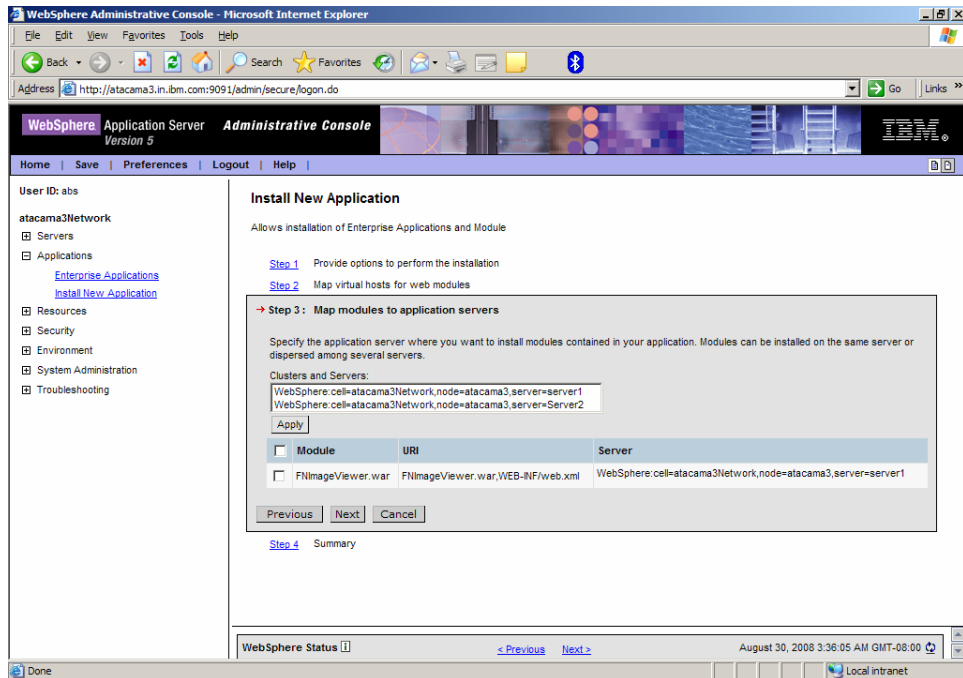 WebSphere Administrative Console - Microsoft Internet Explorer
File Edit View Favorites Tools Help
Back Search Favorites
Address http://atacama3.in.ibm.com:9091/admin/secure/logon.do Go Links »
WebSphere. Application Server Administrative Console
Version 5
IBM.
Home | Save | Preferences | Logout | Help |
User ID: abs
atacama3Network
Servers
Applications
Enterprise Applications
Install New Application
Resources
Security
Environment
System Administration
Troubleshooting
Install New Application
Allows installation of Enterprise Applications and Module
Step 1 Provide options to perform the installation
Step 2 Map virtual hosts for web modules
→ Step 3 : Map modules to application servers
Specify the application server where you want to install modules contained in your application. Modules can be installed on the same server or
dispersed among several servers.
Clusters and Servers:
WebSphere:cell=atacama3Network,node=atacama3,server=server1
WebSphere:cell=atacama3Network,node=atacama3,server=Server2
Apply
Module URI Server
FNImageViewer.war FNImageViewer.war,WEB-INF/web.xml WebSphere:cell=atacama3Network,node=atacama3,server=server1
Previous Next Cancel
Step 4 Summary
WebSphere Status i < Previous Next > August 30, 2008 3:36:05 AM GMT-08:00
Done Local intranet